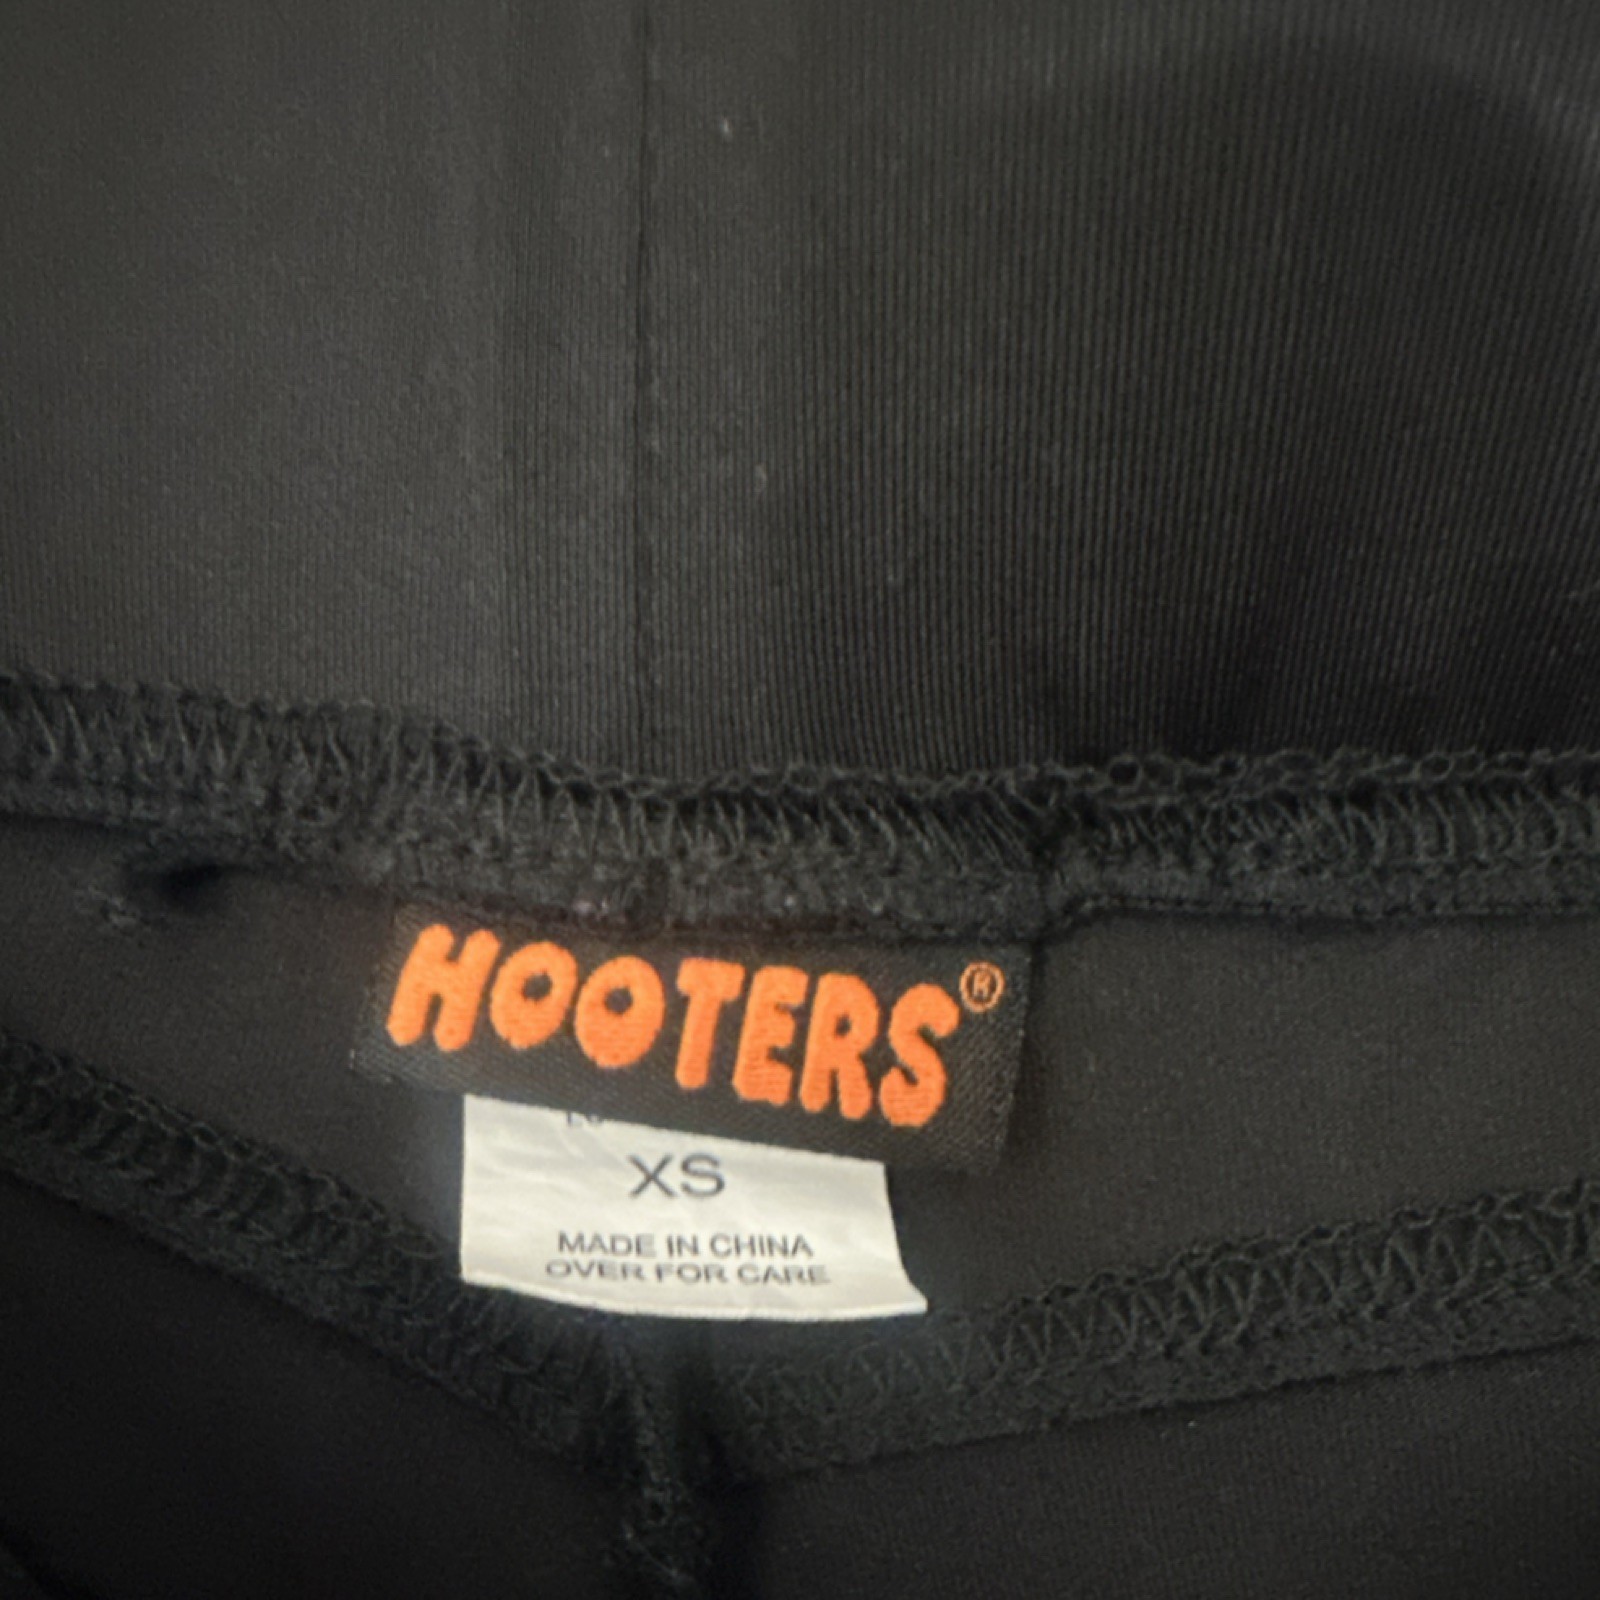 HOOTERS®
XS
MADE IN CHINA
OVER FOR CARE